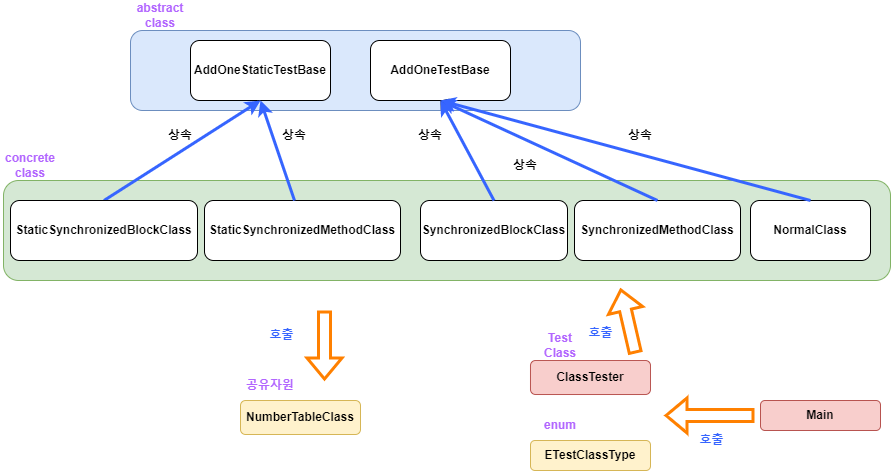 abstract
class
AddOneStaticTestBase
AddOneTestBase
상속
상속
상속
상속
상속
concrete
class
StaticSynchronizedBlockClass
StaticSynchronizedMethodClass
SynchronizedBlockClass
SynchronizedMethodClass
NormalClass
호출
호출
Test
Class
ClassTester
공유자원
NumberTableClass
Main
enum
호출
ETestClassType